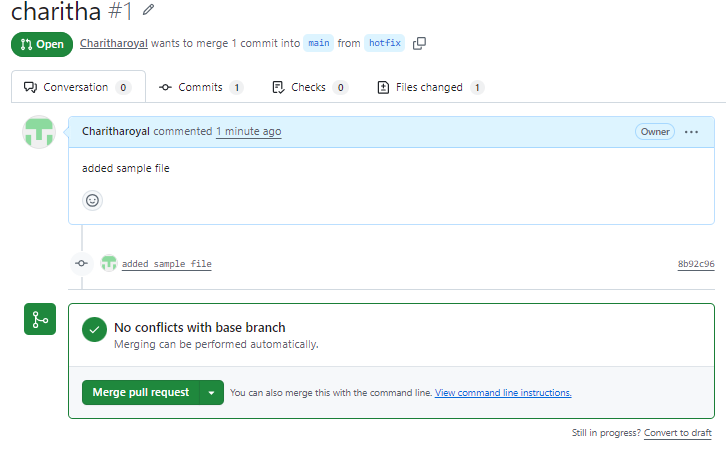 charitha #1
Open Charitharoyal wants to merge 1 commit into main from hotfix
Conversation 0 Commits 1 Checks 0 Files changed 1
Charitharoyal commented 1 minute ago Owner
added sample file
added sample file 8b92c96
No conflicts with base branch
Merging can be performed automatically.
Merge pull request You can also merge this with the command line. View command line instructions.
Still in progress? Convert to draft